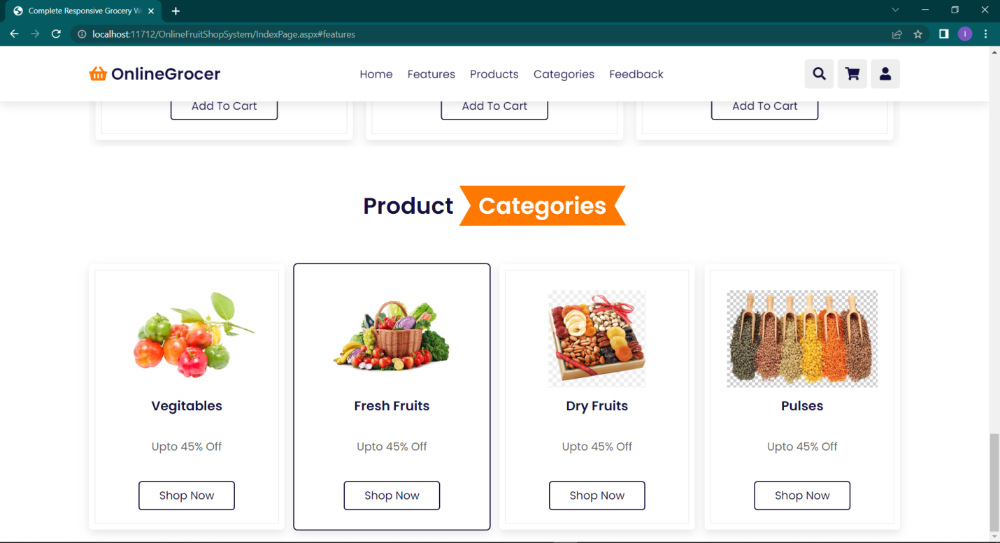 Complete Responsive Grocery W
localhost:11712/OnlineFruitShopSystem/IndexPage.aspx#features
I
OnlineGrocer
Home Features Products Categories Feedback
Add To Cart Add To Cart Add To Cart
Product Categories
Vegitables Fresh Fruits Dry Fruits Pulses
Upto 45% Off Upto 45% Off Upto 45% Off Upto 45% Off
Shop Now Shop Now Shop Now Shop Now